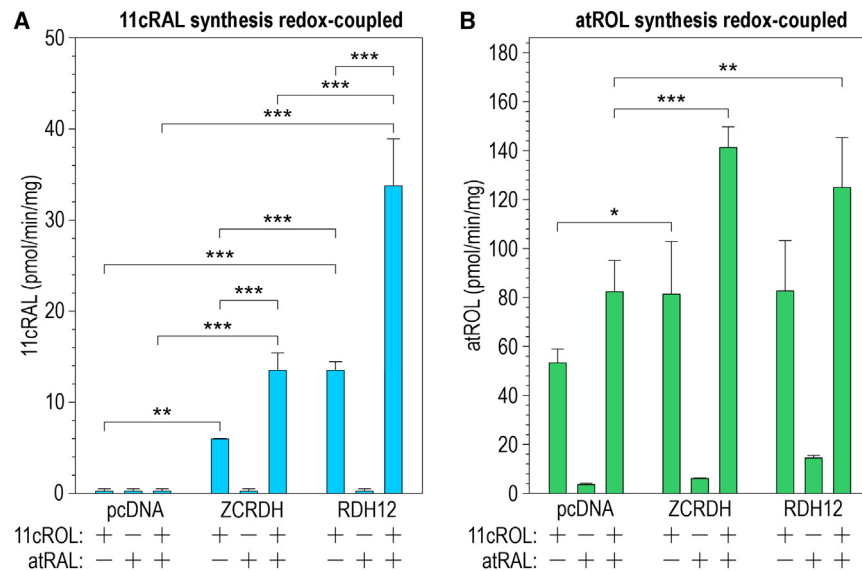 A 11cRAL synthesis redox-coupled
50
40
30
20
10
0
11cRAL (pmol/min/mg)
***
***
***
***
***
***
***
**
pcDNA ZCRDH RDH12
11cROL: + − + + − + + − +
atRAL: − + + − + + − + +
B atROL synthesis redox-coupled
180
160
140
120
100
80
60
40
20
0
atROL (pmol/min/mg)
**
***
*
pcDNA ZCRDH RDH12
11cROL: + − + + − + + − +
atRAL: − + + − + + − + +